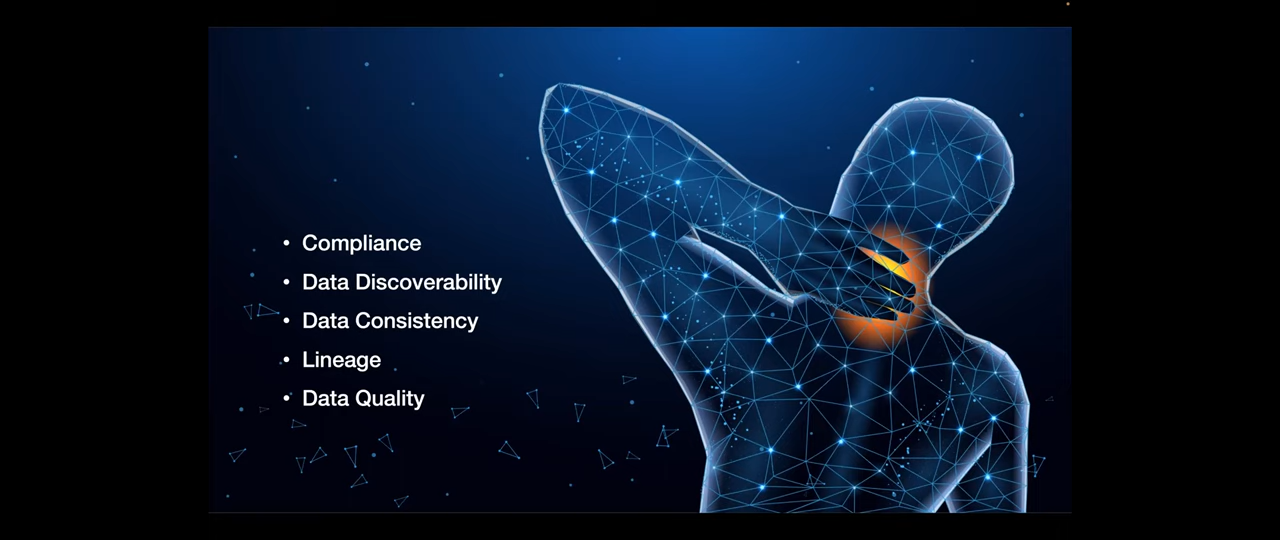 • Compliance
• Data Discoverability
• Data Consistency
• Lineage
• Data Quality